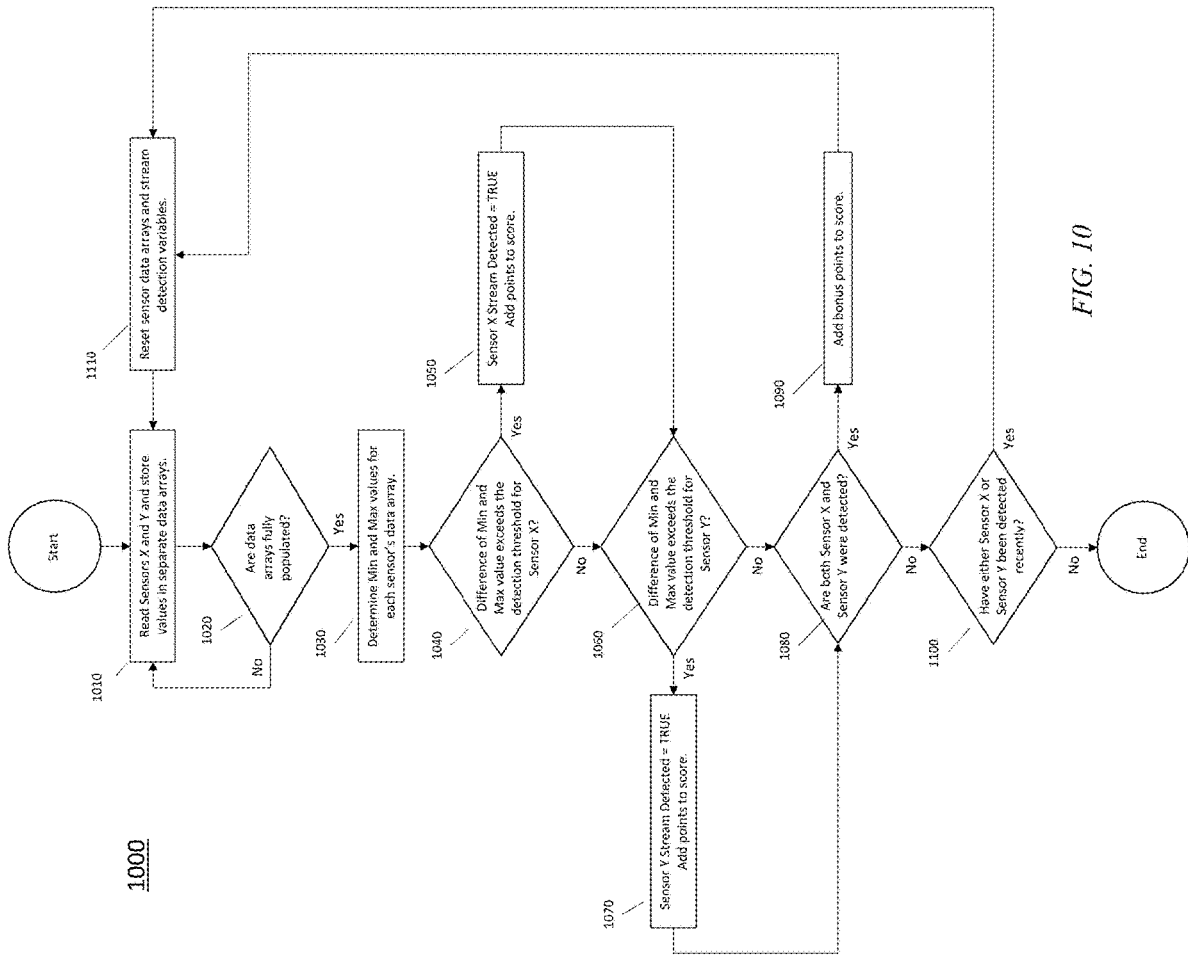 1000
Start
1010
Read Sensors X and Y and store
values in separate data arrays.
1110
Reset sensor data arrays and stream
detection variables.
1020
Are data
arrays fully
populated?
No
Yes
1030
Determine Min and Max values for
each sensor's data array.
1040
Difference of Min and
Max value exceeds the
detection threshold for
Sensor X?
Yes
No
1050
Sensor X Stream Detected = TRUE
Add points to score.
1060
Difference of Min and
Max value exceeds the
detection threshold for
Sensor Y?
Yes
No
1070
Sensor Y Stream Detected = TRUE
Add points to score.
1080
Are both Sensor X and
Sensor Y were detected?
Yes
No
1090
Add bonus points to score.
1100
Have either Sensor X or
Sensor Y been detected
recently?
Yes
No
End
FIG. 10